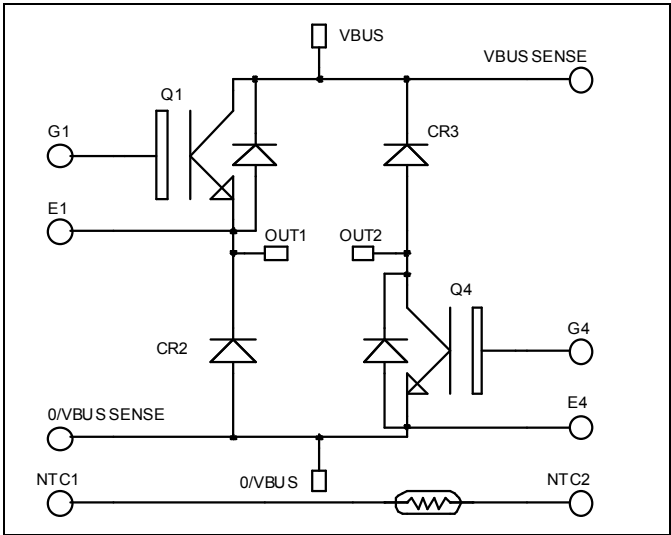 VBUS
VBUS SENSE
Q1
G1
CR3
E1
OUT1
OUT2
Q4
CR2
G4
0/VBUS SENSE
E4
NTC1
0/VBUS
NTC2